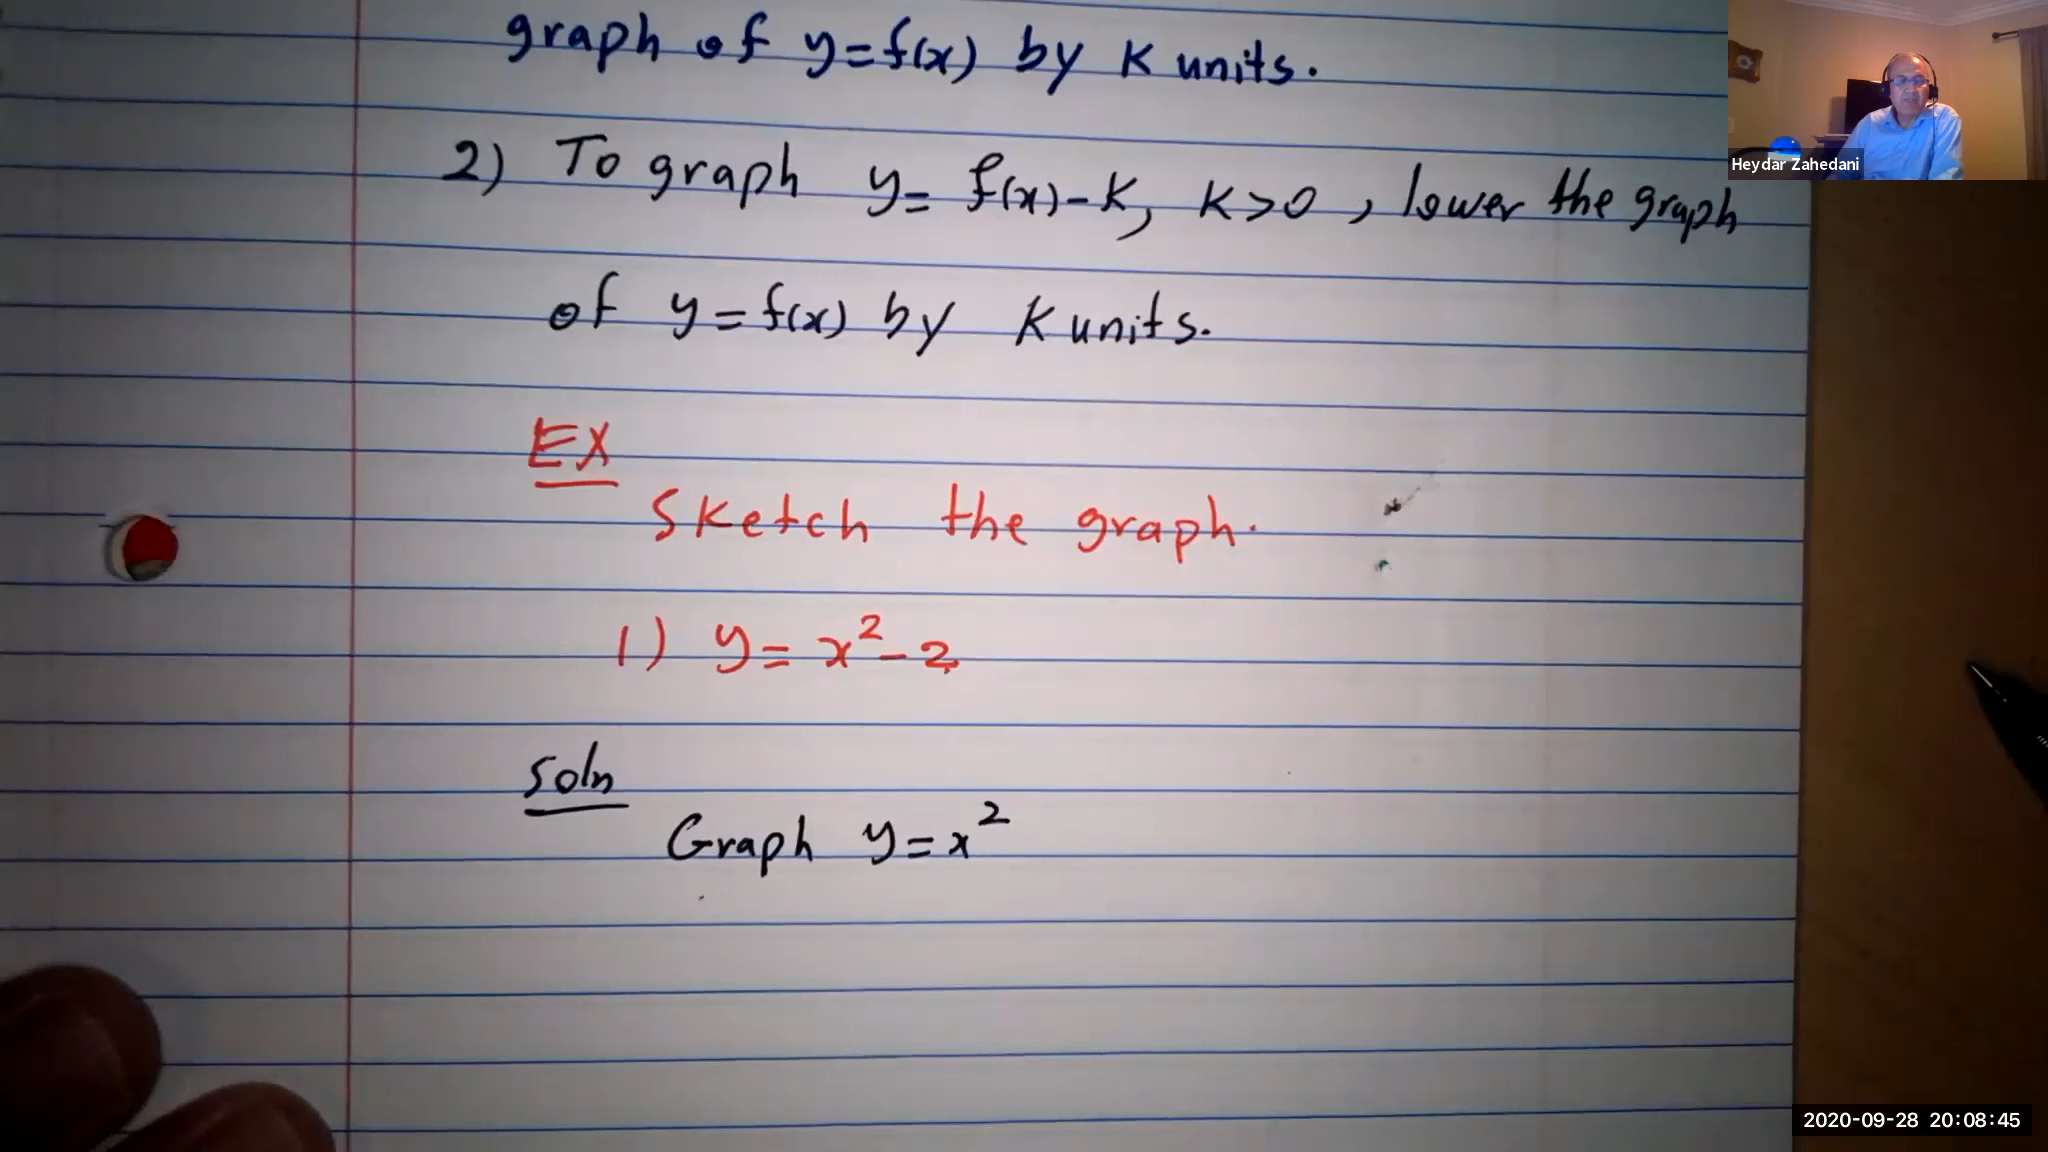 graph of y=f(x) by K units.
Heydar Zahedani
2) To graph y= f(x)-K, K>0, lower the graph
of y=f(x) by K units.
EX
Sketch the graph.
1) y= x²-2
Soln
Graph y=x²
2020-09-28 20:08:45